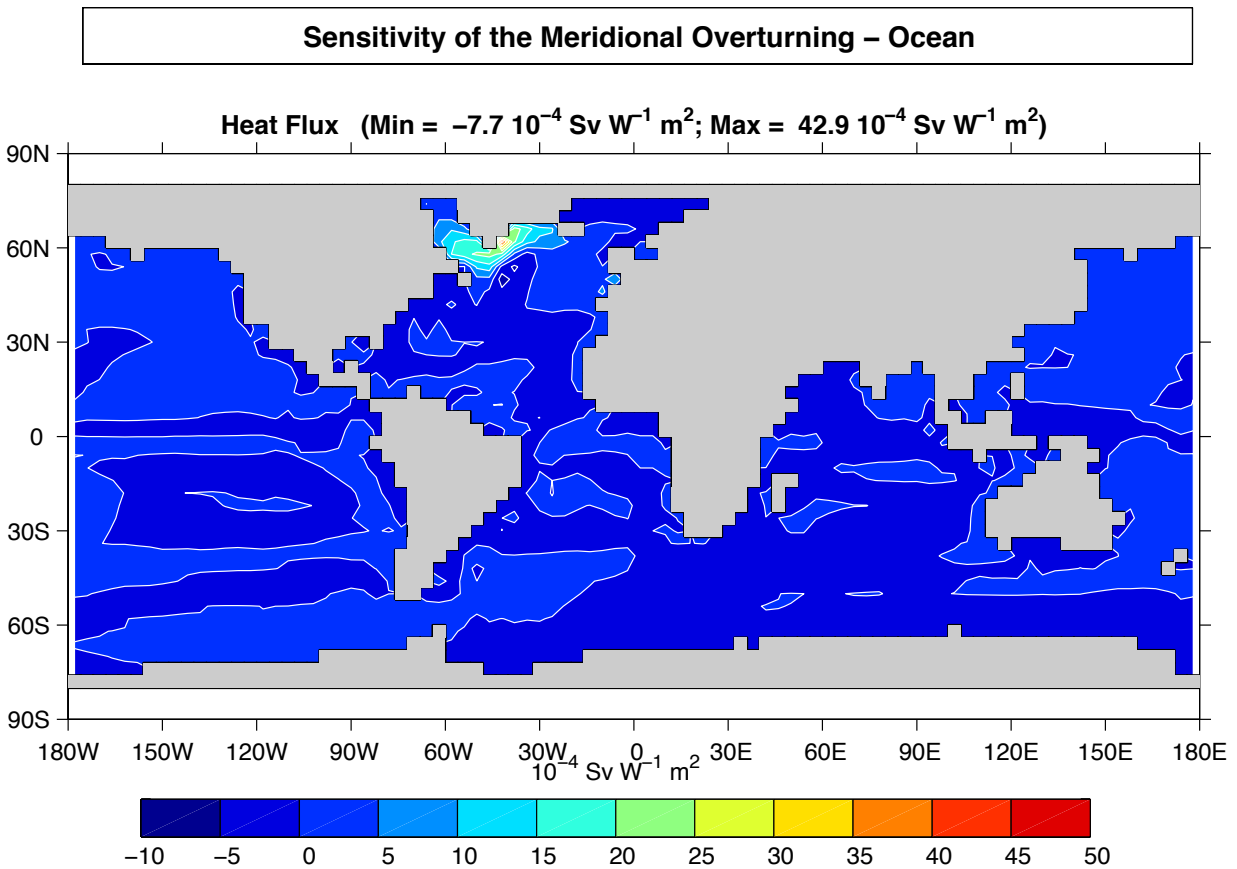 Sensitivity of the Meridional Overturning – Ocean
Heat Flux (Min = −7.7 10⁻⁴ Sv W⁻¹ m²; Max = 42.9 10⁻⁴ Sv W⁻¹ m²)
90N
60N
30N
0
30S
60S
90S
180W 150W 120W 90W 60W 30W 0 30E 60E 90E 120E 150E 180E
10⁻⁴ Sv W⁻¹ m²
−10 −5 0 5 10 15 20 25 30 35 40 45 50